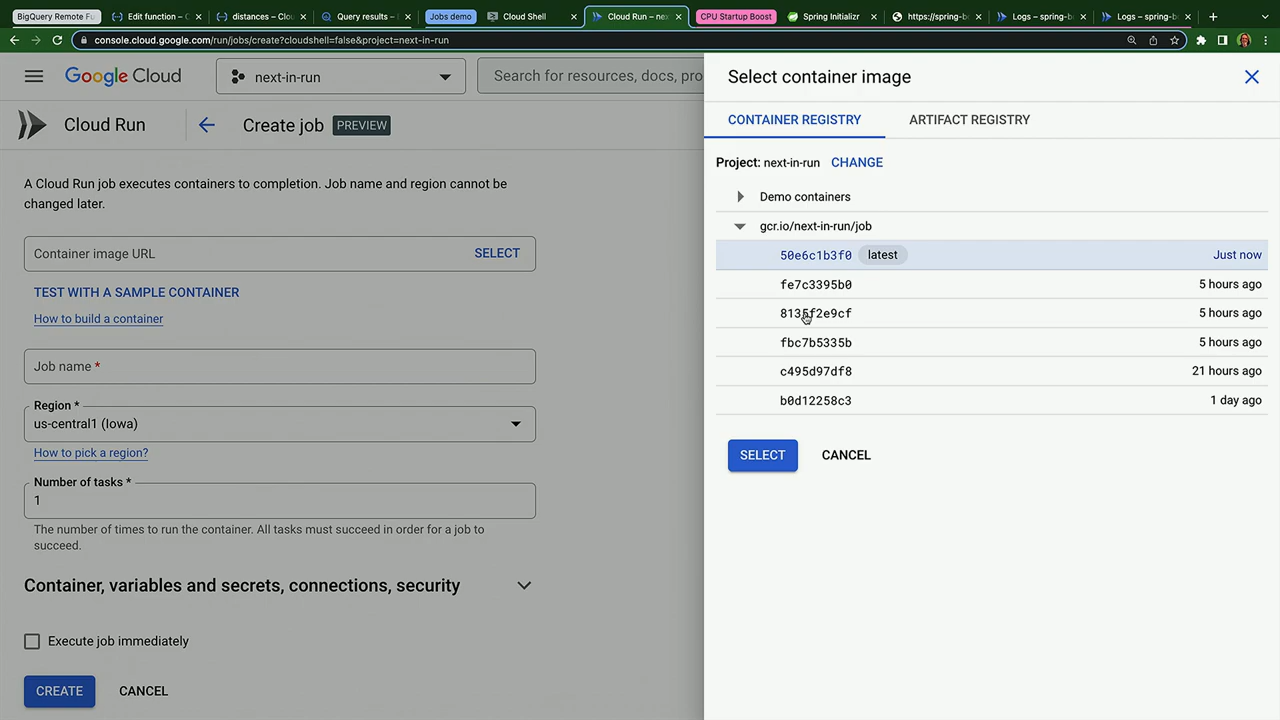 BigQuery Remote Fu
Edit function – C
distances – Clou
Query results –
Jobs demo
Cloud Shell
Cloud Run – ne
CPU Startup Boost
Spring Initializr
https://spring-b
Logs – spring-b
Logs – spring-b
console.cloud.google.com/run/jobs/create?cloudshell=false&project=next-in-run
Google Cloud
next-in-run
Search for resources, docs, pro
Cloud Run
Create job
PREVIEW
A Cloud Run job executes containers to completion. Job name and region cannot be
changed later.
Container image URL
SELECT
TEST WITH A SAMPLE CONTAINER
How to build a container
Job name *
Region *
us-central1 (Iowa)
How to pick a region?
Number of tasks *
1
The number of times to run the container. All tasks must succeed in order for a job to
succeed.
Container, variables and secrets, connections, security
Execute job immediately
CREATE
CANCEL
Select container image
CONTAINER REGISTRY
ARTIFACT REGISTRY
Project: next-in-run CHANGE
Demo containers
gcr.io/next-in-run/job
50e6c1b3f0 latest Just now
fe7c3395b0 5 hours ago
8135f2e9cf 5 hours ago
fbc7b5335b 5 hours ago
c495d97df8 21 hours ago
b0d12258c3 1 day ago
SELECT
CANCEL